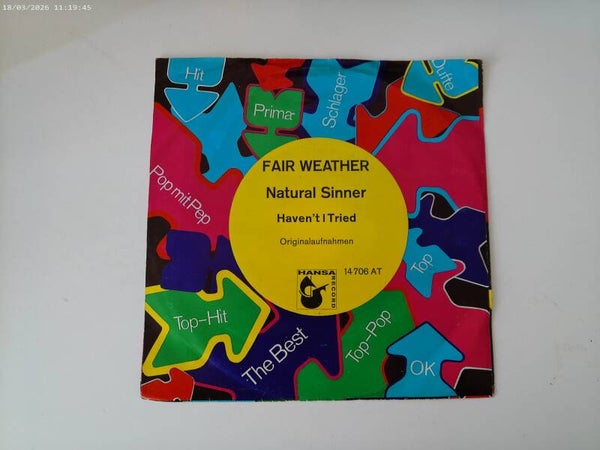 18/03/2026 11:19:45
Hit
Prima-
Schlager
Dufte
Pop mit Pep
FAIR WEATHER
Natural Sinner
Haven't I Tried
Originalaufnahmen
HANSA
RECORD
14 706 AT
Top
Top-Hit
The Best
Top-Pop
OK